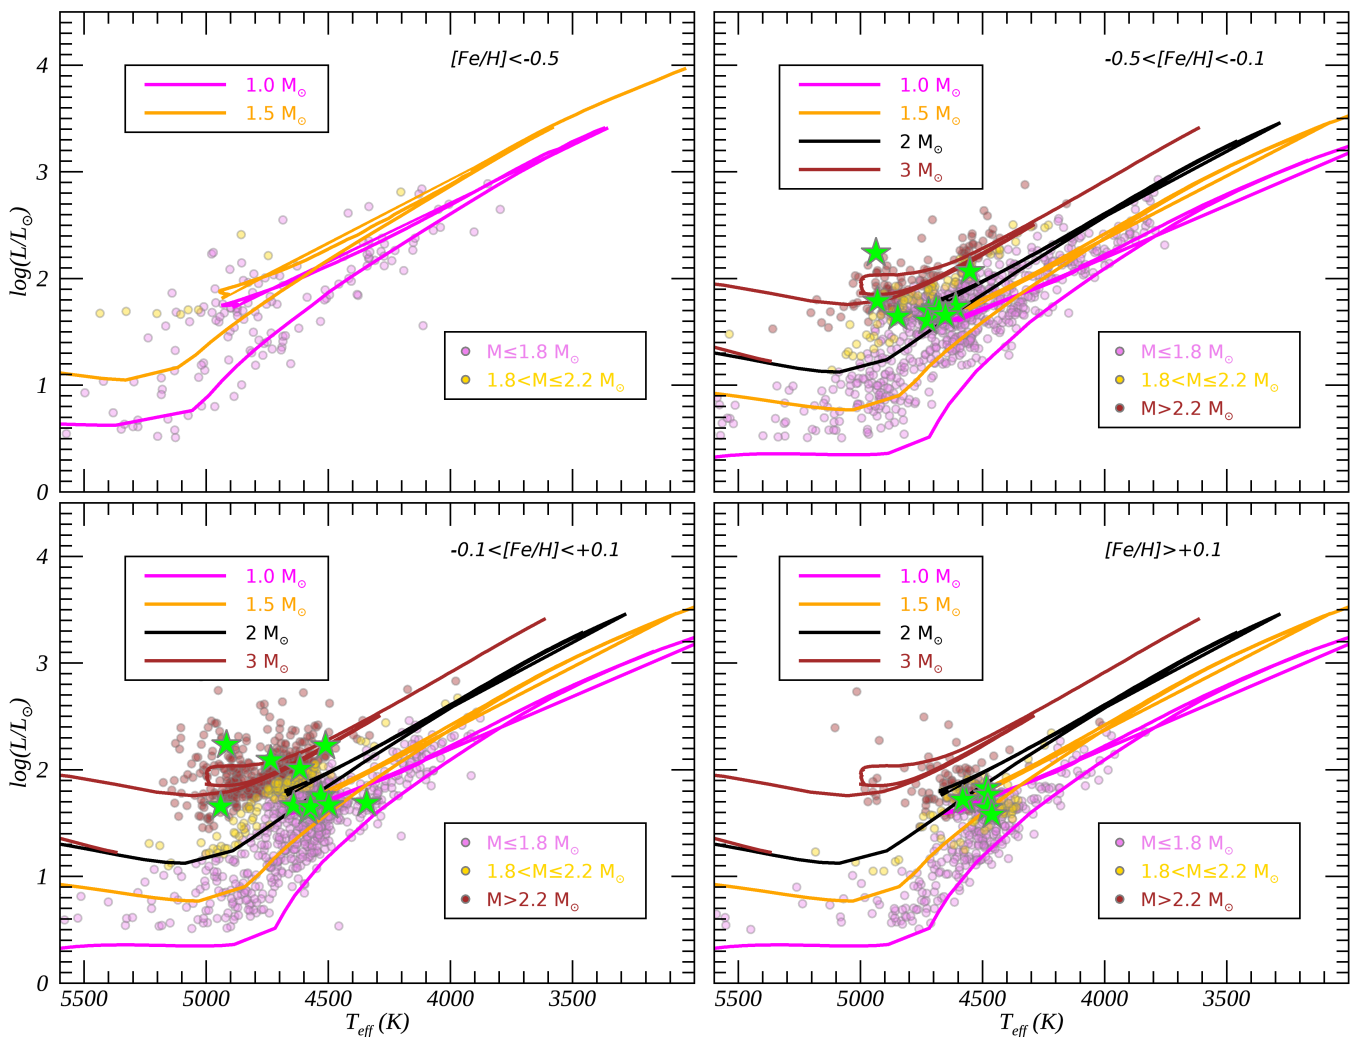 [Fe/H]<-0.5
1.0 M⊙
1.5 M⊙
M≤1.8 M⊙
1.8<M≤2.2 M⊙
log(L/L⊙)
4
3
2
1
0
-0.5<[Fe/H]<-0.1
1.0 M⊙
1.5 M⊙
2 M⊙
3 M⊙
M≤1.8 M⊙
1.8<M≤2.2 M⊙
M>2.2 M⊙
-0.1<[Fe/H]<+0.1
1.0 M⊙
1.5 M⊙
2 M⊙
3 M⊙
M≤1.8 M⊙
1.8<M≤2.2 M⊙
M>2.2 M⊙
log(L/L⊙)
4
3
2
1
0
5500 5000 4500 4000 3500
Teff (K)
[Fe/H]>+0.1
1.0 M⊙
1.5 M⊙
2 M⊙
3 M⊙
M≤1.8 M⊙
1.8<M≤2.2 M⊙
M>2.2 M⊙
5500 5000 4500 4000 3500
Teff (K)